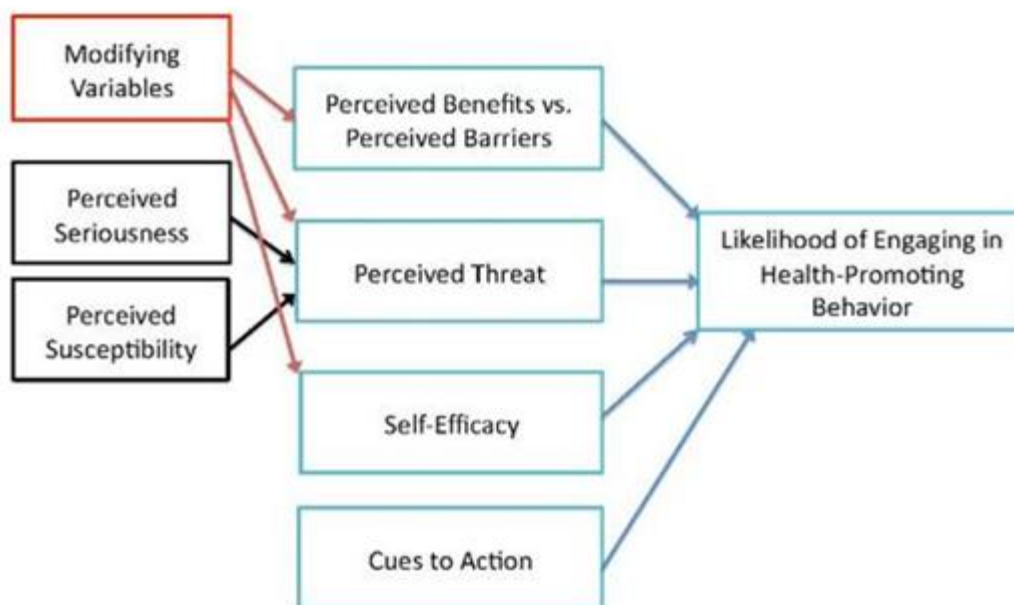 Modifying
Variables
Perceived Benefits vs.
Perceived Barriers
Perceived
Seriousness
Perceived Threat
Likelihood of Engaging in
Health-Promoting
Behavior
Perceived
Susceptibility
Self-Efficacy
Cues to Action